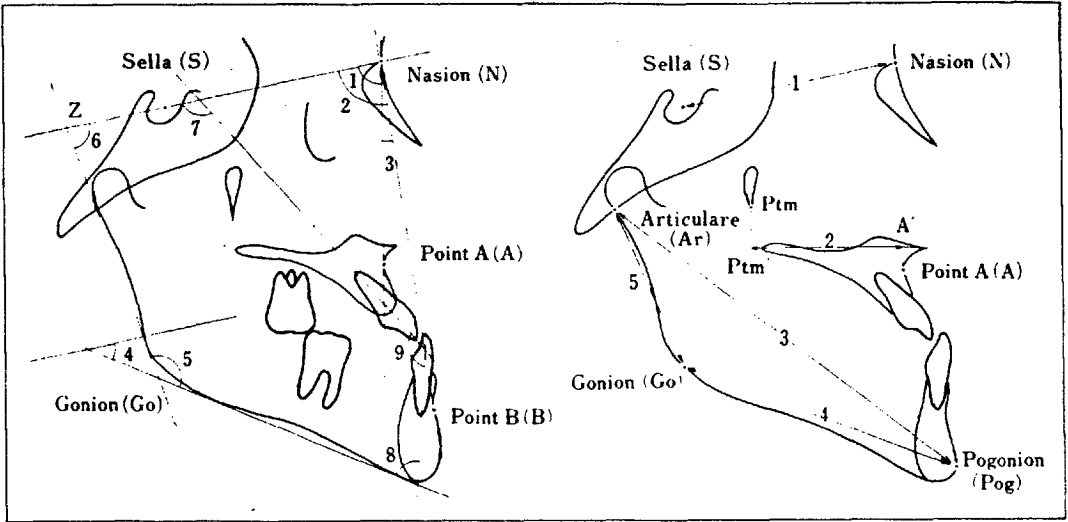 Sella (S)
Nasion (N)
1
2
Z
7
6
3
Point A (A)
4
5
9
Gonion (Go)
Point B (B)
8
Sella (S)
Nasion (N)
1
Ptm
Articulare
(Ar)
A'
2
Ptm'
Point A (A)
5
3
Gonion (Go)
4
Pogonion
(Pog)